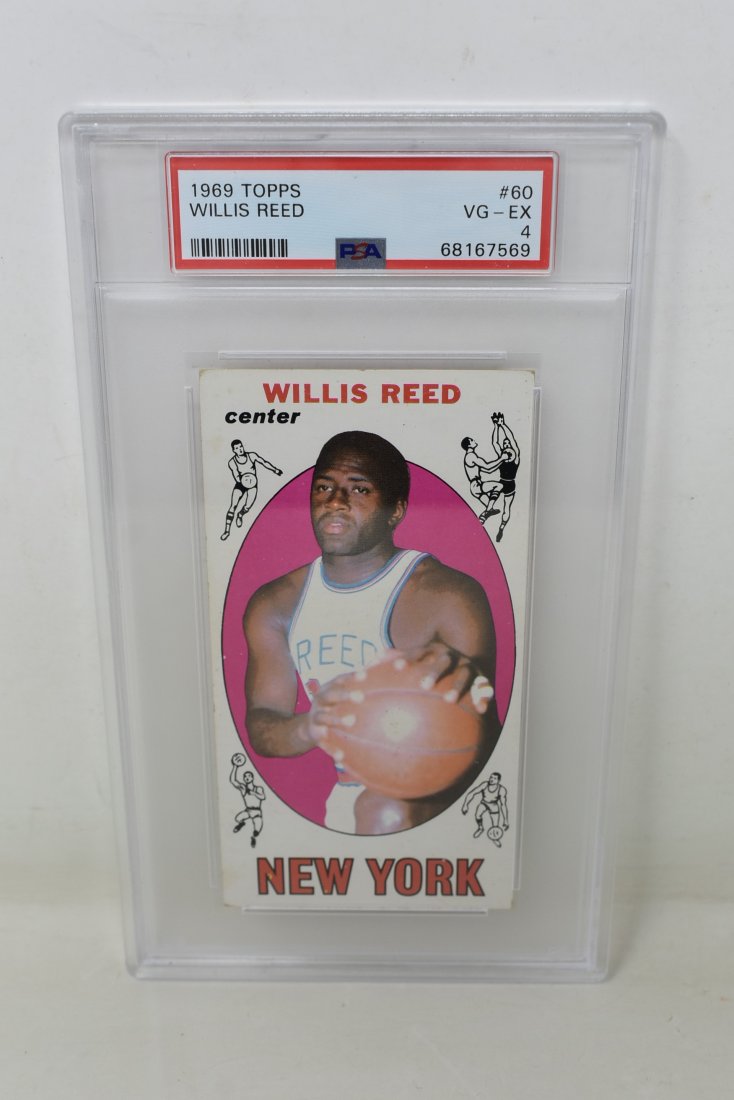 1969 TOPPS #60
WILLIS REED VG - EX
4
PSA 68167569
WILLIS REED
center
REED
NEW YORK